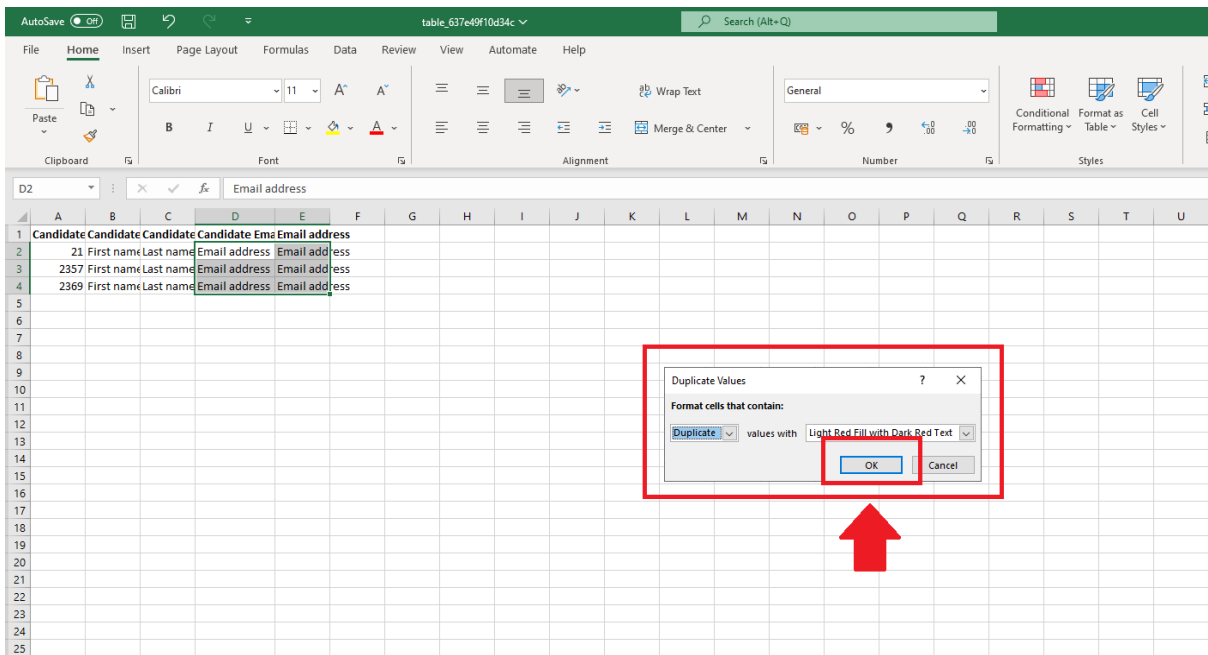 AutoSave Off table_637e49f10d34c Search (Alt+Q)
File Home Insert Page Layout Formulas Data Review View Automate Help
Paste
Clipboard
Calibri 11 A^ A˅
B I U A
Font
Wrap Text
Merge & Center
Alignment
General
% 9 .00 .00
Number
Conditional Formatting
Format as Table
Cell Styles
Styles
D2 fx Email address
A B C D E F G H I J K L M N O P Q R S T U
1 Candidate Candidate Candidate Candidate Ema Email address
2 21 First name Last name Email address Email address
3 2357 First name Last name Email address Email address
4 2369 First name Last name Email address Email address
5
6
7
8
9
10
11
12
13
14
15
16
17
18
19
20
21
22
23
24
25
Duplicate Values ? X
Format cells that contain:
Duplicate values with Light Red Fill with Dark Red Text
OK Cancel